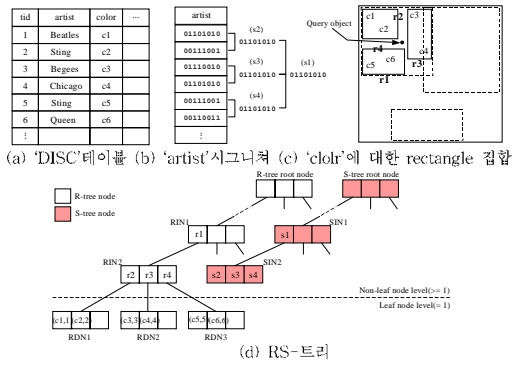 tid artist color ...
1 Beatles c1
2 Sting c2
3 Begees c3
4 Chicago c4
5 Sting c5
6 Queen c6
⋮
artist
01101010
00111001
01101010
01101010
00111001
00110011
⋮
(s2)
01101010
(s3)
01101010
(s4)
01101010
(s1)
01101010
Query object
c1 r2 c3
c2
r4 c4
c6
c5 r3
r1
(a) 'DISC'테이블 (b) 'artist'시그니쳐 (c) 'clolr'에 대한 rectangle 집합
R-tree root node S-tree root node
R-tree node
S-tree node
RIN1 SIN1
r1 s1
RIN2 SIN2
r2 r3 r4 s2 s3 s4
Non-leaf node level(>= 1)
Leaf node level(= 1)
(c1,1) (c2,2) (c3,3) (c4,4) (c5,5) (c6,6)
RDN1 RDN2 RDN3
(d) RS-트리